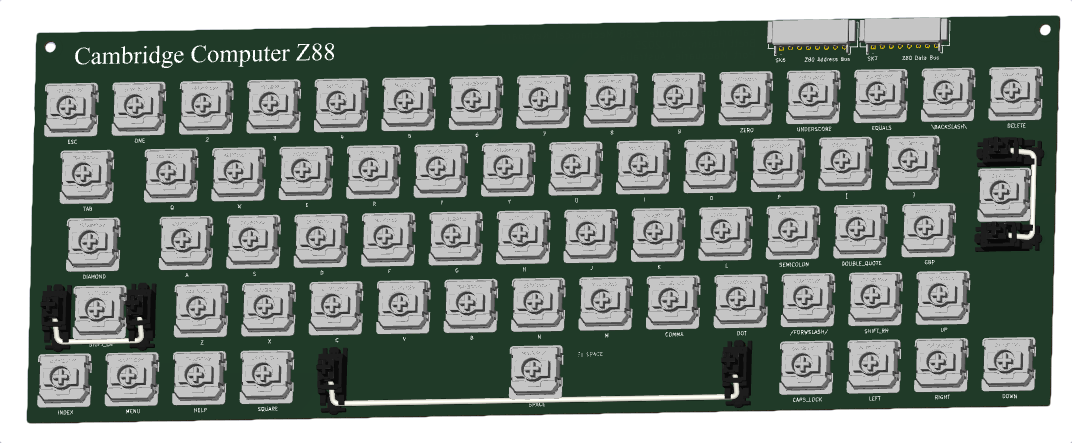 Cambridge Computer Z88
SK6 Z80 Address Bus SK7 Z80 Data Bus
ESC ONE 2 3 4 5 6 7 8 9 ZERO UNDERSCORE EQUALS \BACKSLASH\ DELETE
TAB Q W E R T Y U I O P [ ]
DIAMOND A S D F G H J K L SEMICOLON DOUBLE_QUOTE GBP
Z X C V B N M COMMA DOT /FORWSLASH/ SHIFT_RH UP
SPACE
INDEX MENU HELP SQUARE SPACE CAPS_LOCK LEFT RIGHT DOWN